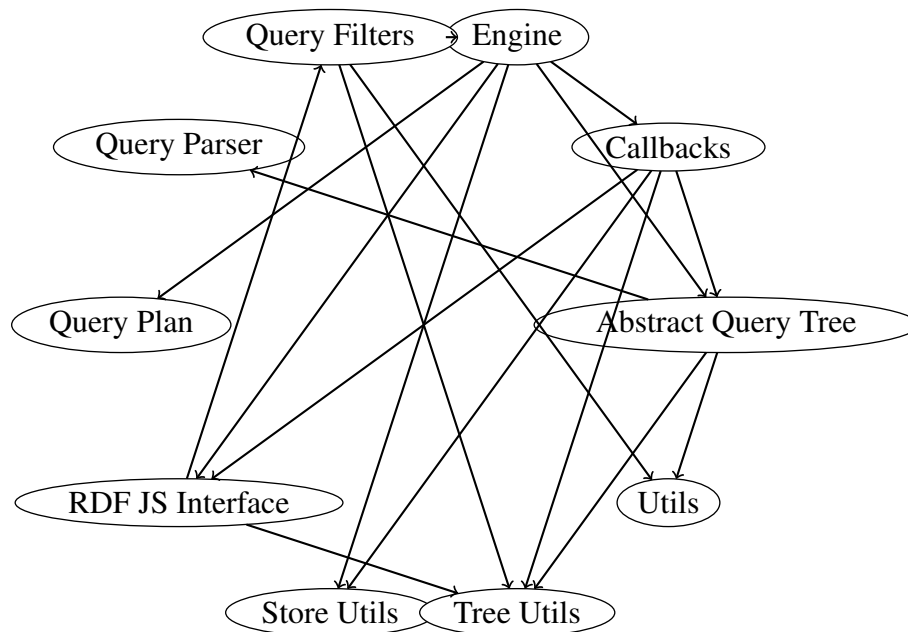 Query Filters
Engine
Query Parser
Callbacks
Query Plan
Abstract Query Tree
RDF JS Interface
Utils
Store Utils
Tree Utils